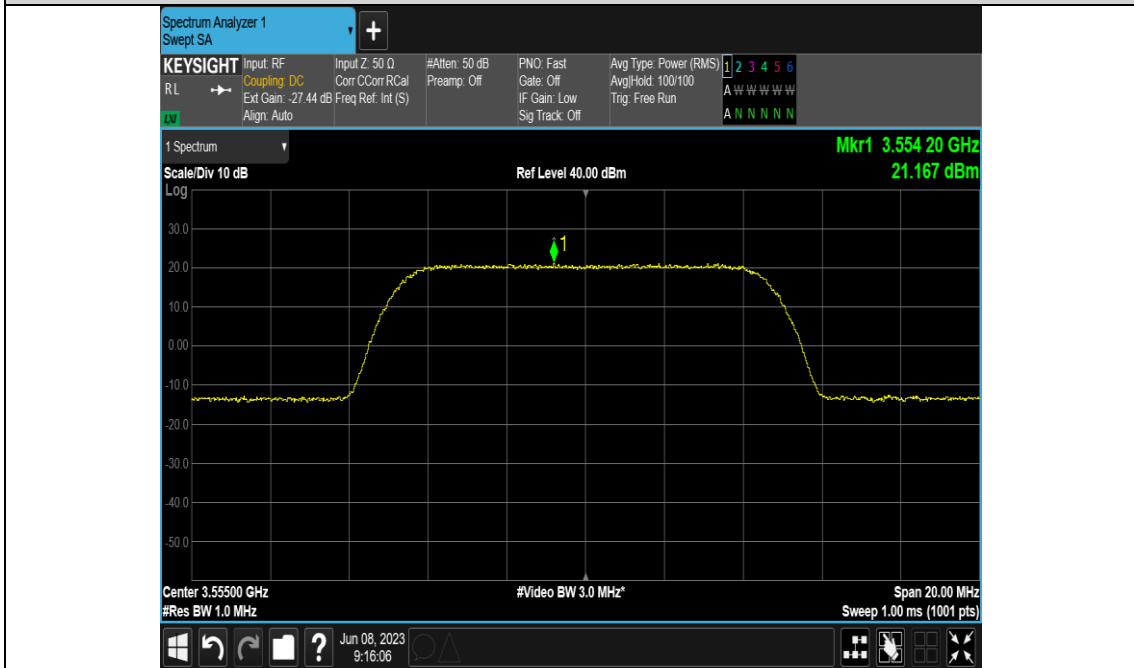 Spectrum Analyzer 1
Swept SA
+
KEYSIGHT Input: RF Input Z: 50 Ω #Atten: 50 dB PNO: Fast Avg Type: Power (RMS) 1 2 3 4 5 6
RL Coupling: DC Corr CCorr RCal Preamp: Off Gate: Off Avg|Hold: 100/100 A W W W W W
Ext Gain: -27.44 dB Freq Ref: Int (S) IF Gain: Low Trig: Free Run
LXI Align: Auto Sig Track: Off A N N N N N
1 Spectrum Mkr1 3.554 20 GHz
Scale/Div 10 dB Ref Level 40.00 dBm 21.167 dBm
Log
30.0
1
20.0
10.0
0.00
-10.0
-20.0
-30.0
-40.0
-50.0
Center 3.55500 GHz #Video BW 3.0 MHz* Span 20.00 MHz
#Res BW 1.0 MHz Sweep 1.00 ms (1001 pts)
? Jun 08, 2023
9:16:06